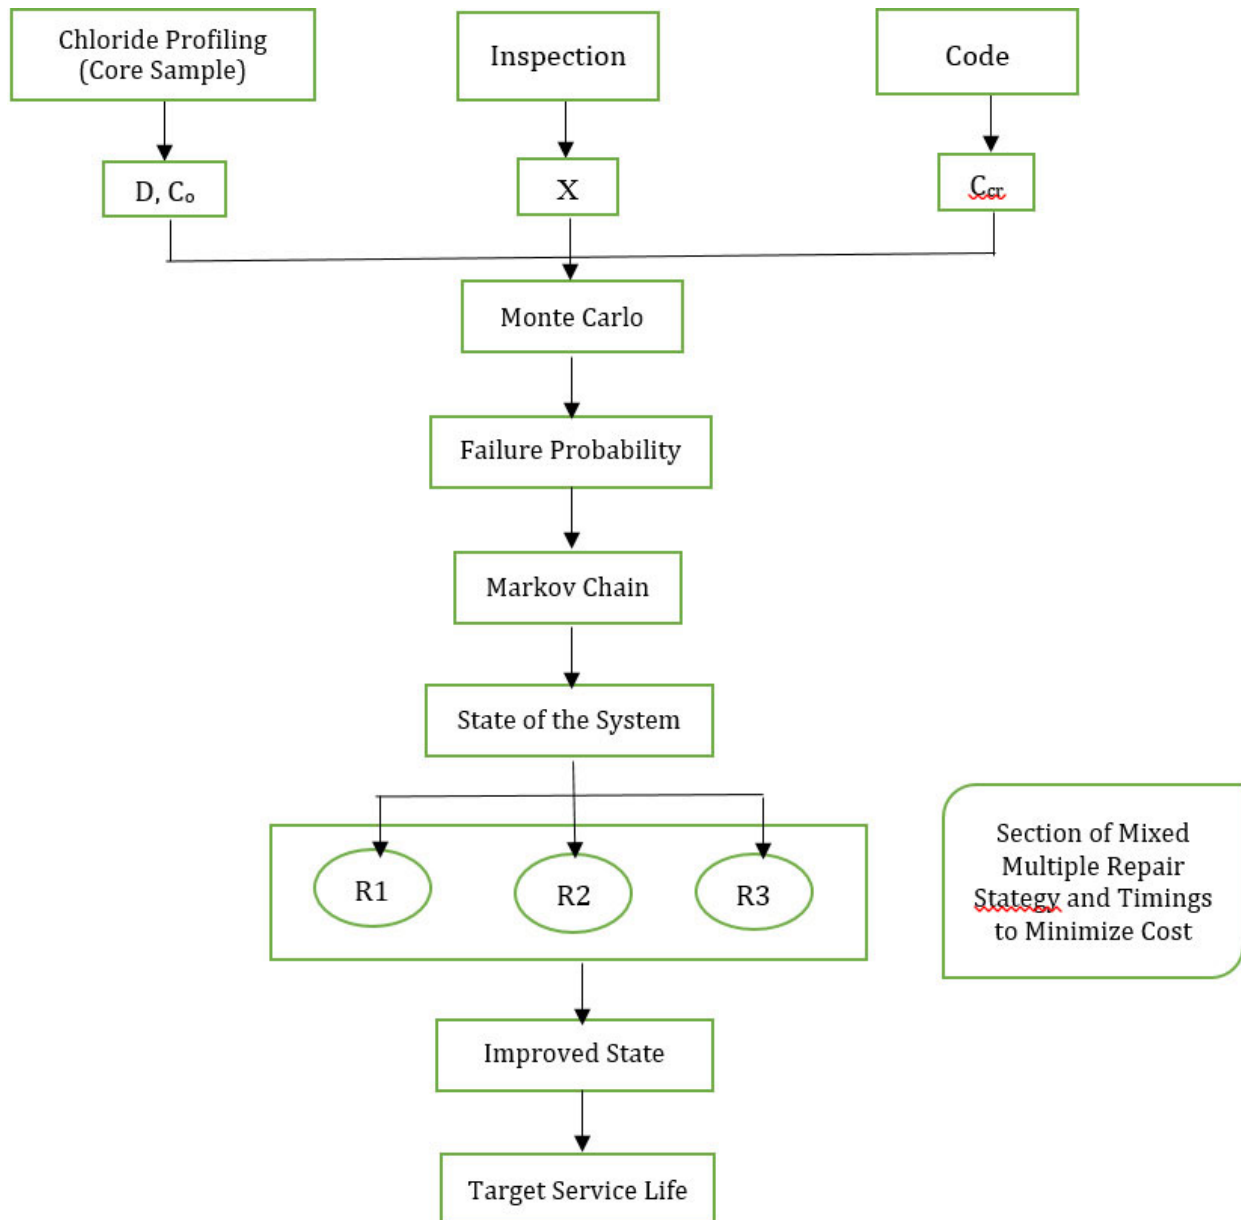 Chloride Profiling
(Core Sample)
Inspection
Code
D, Cₒ
X
Ccr
Monte Carlo
Failure Probability
Markov Chain
State of the System
R1
R2
R3
Section of Mixed
Multiple Repair
Stategy and Timings
to Minimize Cost
Improved State
Target Service Life